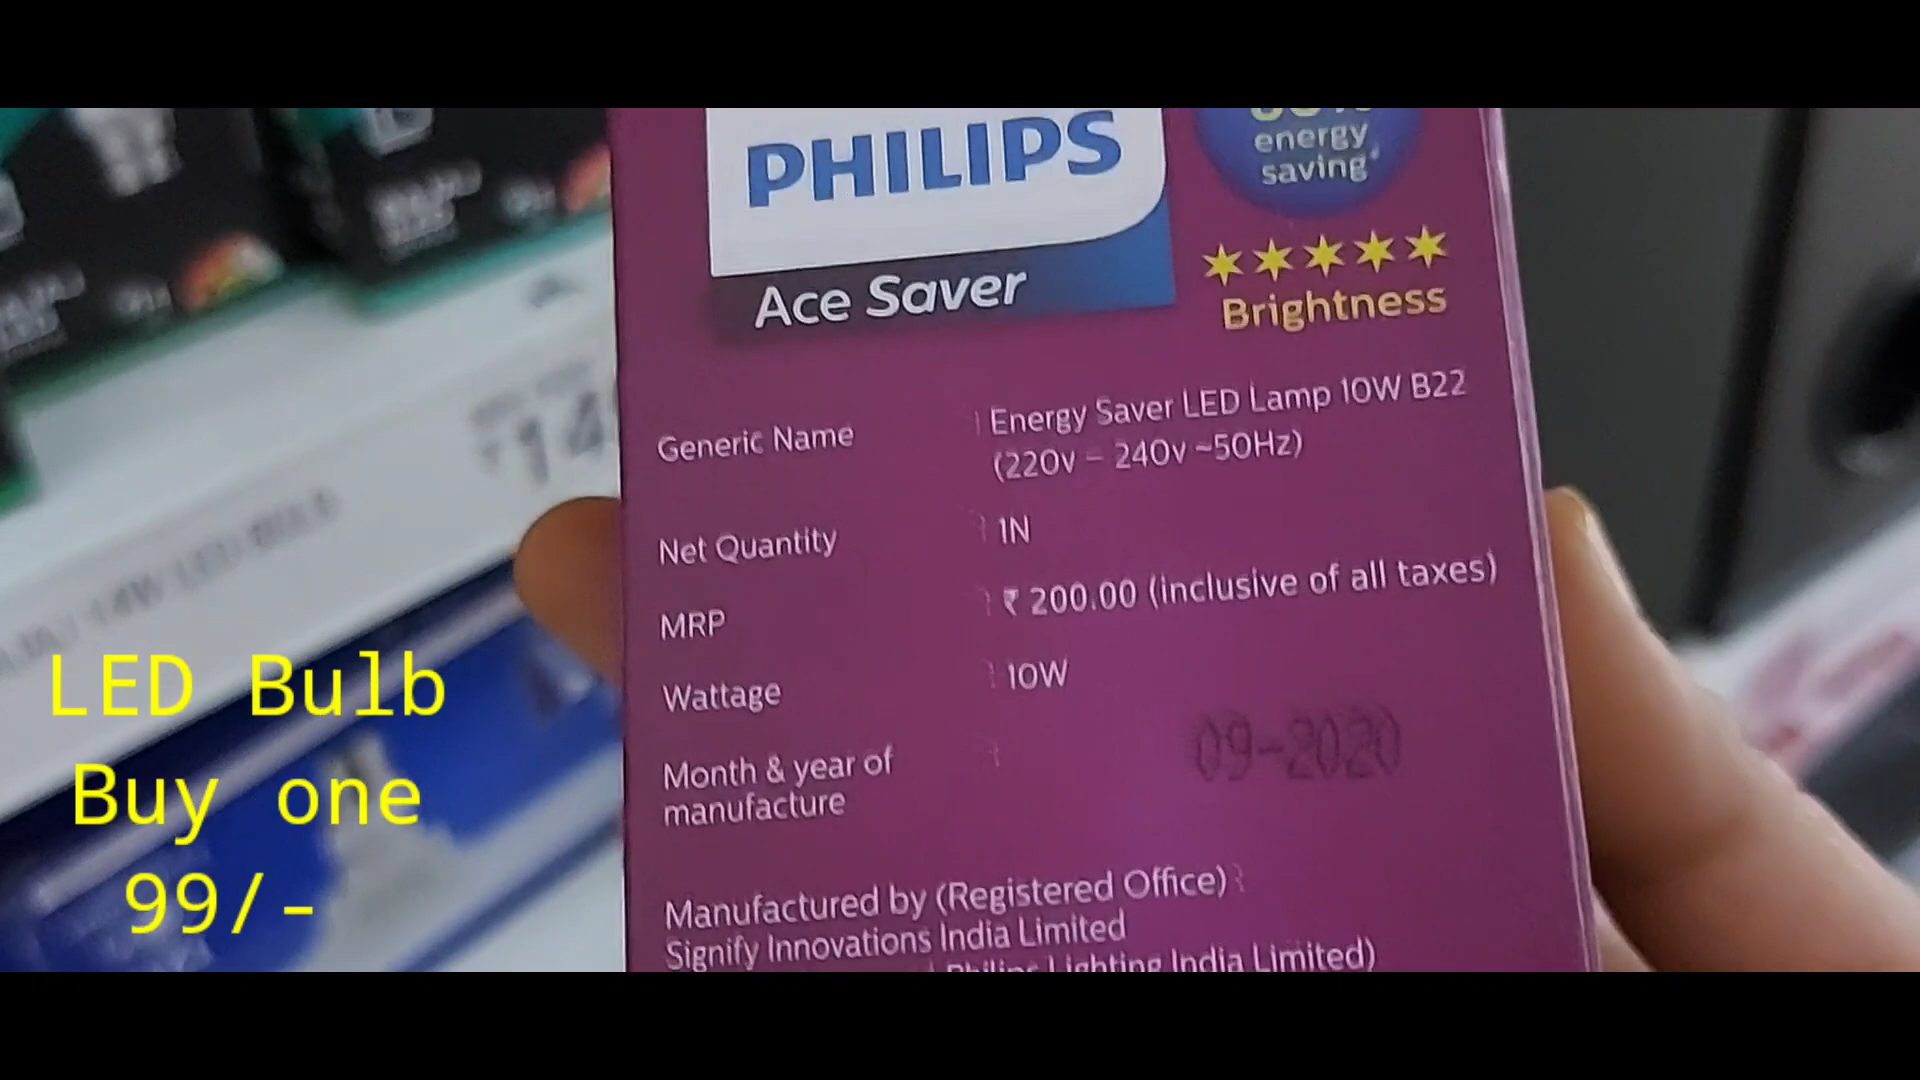 PHILIPS
Ace Saver
energy
saving
Brightness
Generic Name
Energy Saver LED Lamp 10W B22
(220v - 240v ~50Hz)
Net Quantity
1N
MRP
₹ 200.00 (inclusive of all taxes)
Wattage
10W
Month & year of
manufacture
09-2020
Manufactured by (Registered Office)
Signify Innovations India Limited
Philips Lighting India Limited)
LED Bulb
Buy one
99/-